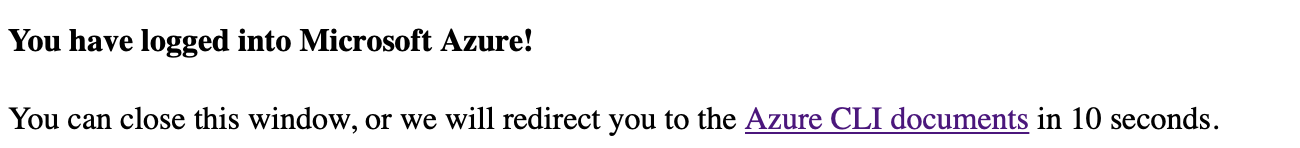 You have logged into Microsoft Azure!
You can close this window, or we will redirect you to the Azure CLI documents in 10 seconds.